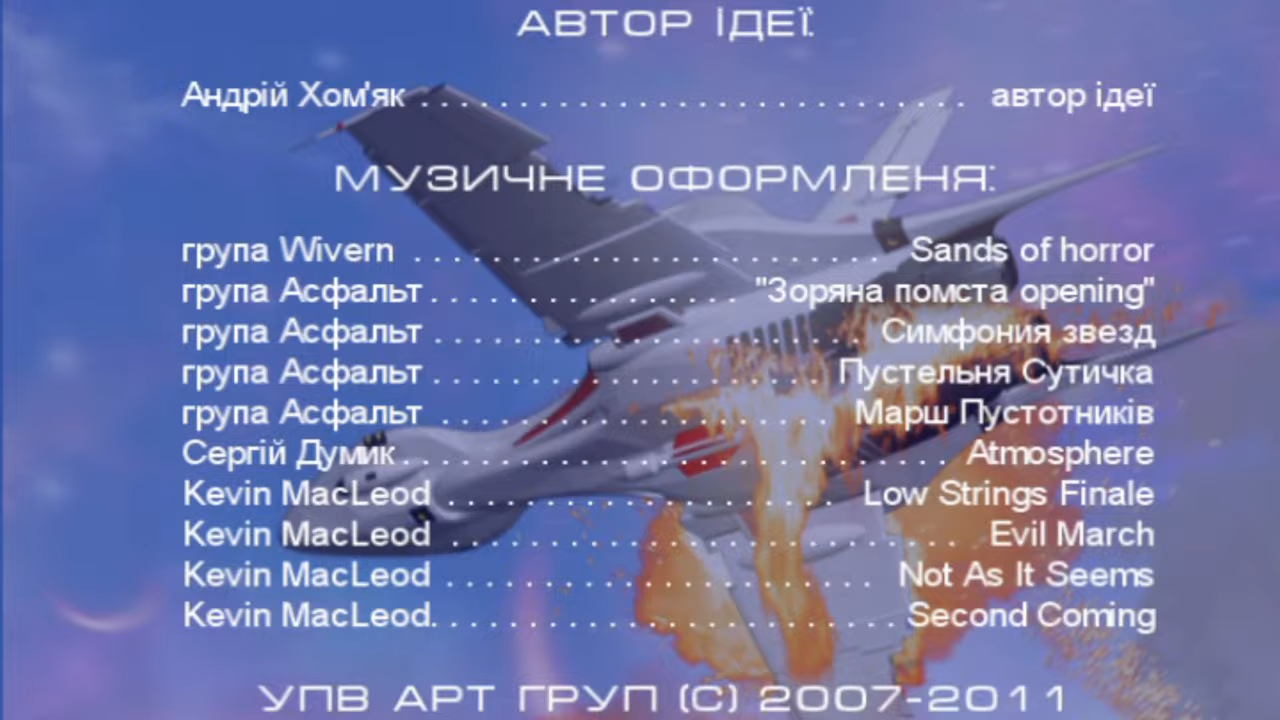 АВТОР ІДЕЇ:
Андрій Хом'як . . . . . . . . . . . . . . . . . . . . . . . . . . . . автор ідеї
МУЗИЧНЕ ОФОРМЛЕНЯ:
група Wivern . . . . . . . . . . . . . . . . . . . . . . . . Sands of horror
група Асфальт . . . . . . . . . . . . . . . . "Зоряна помста opening"
група Асфальт . . . . . . . . . . . . . . . . . . . . . . Симфония звезд
група Асфальт . . . . . . . . . . . . . . . . . . . . Пустельня Сутичка
група Асфальт . . . . . . . . . . . . . . . . . . . . Марш Пустотників
Сергій Думик . . . . . . . . . . . . . . . . . . . . . . . . . . . . Atmosphere
Kevin MacLeod . . . . . . . . . . . . . . . . . . . . Low Strings Finale
Kevin MacLeod . . . . . . . . . . . . . . . . . . . . . . . . . . Evil March
Kevin MacLeod . . . . . . . . . . . . . . . . . . . . . . Not As It Seems
Kevin MacLeod. . . . . . . . . . . . . . . . . . . . . . . . Second Coming
УПВ АРТ ГРУП (С) 2007-2011